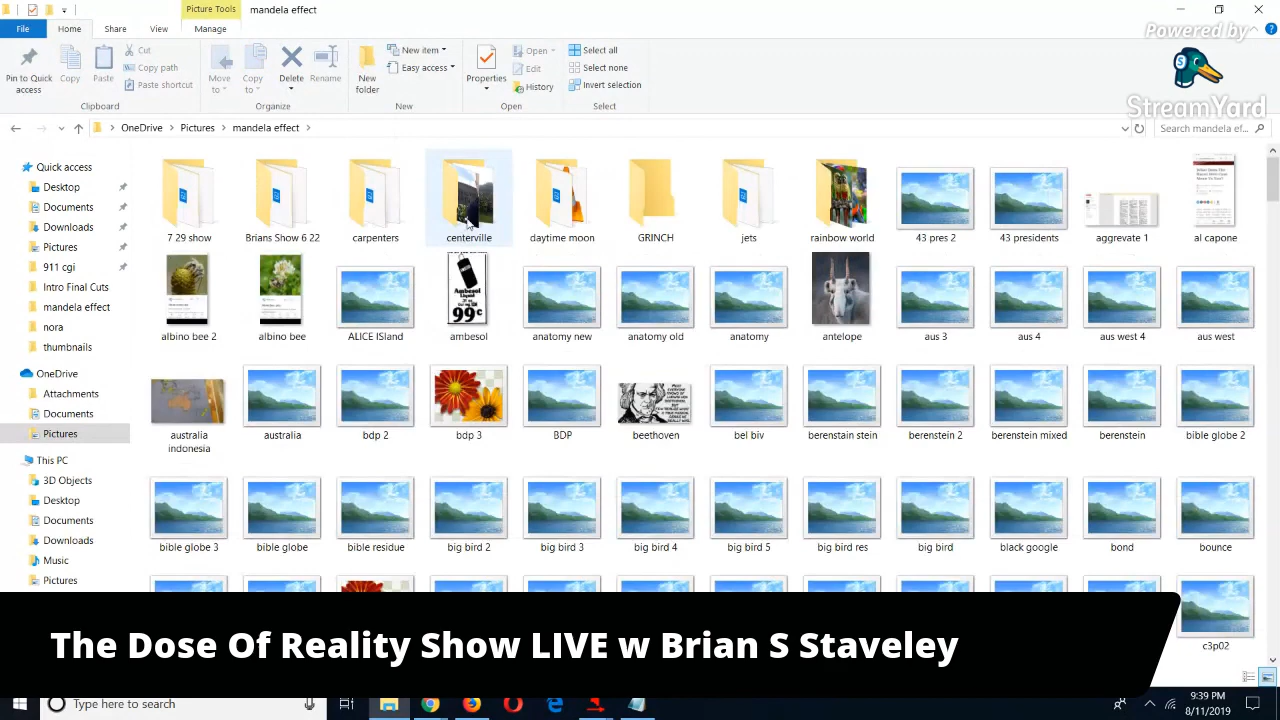 Picture Tools
mandela effect
File
Home
Share
View
Manage
Powered by
StreamYard
Pin to Quick
access
Copy
Paste
Cut
Copy path
Paste shortcut
Clipboard
Move
to
Copy
to
Delete
Rename
Organize
New
folder
New item
Easy access
New
Properties
Open
Edit
History
Open
Select all
Select none
Invert selection
Select
OneDrive
Pictures
mandela effect
Search mandela ef...
Quick access
Desktop
Documents
Downloads
Pictures
911 cgi
Intro Final Cuts
mandela effect
nora
thumbnails
OneDrive
Attachments
Documents
Pictures
This PC
3D Objects
Desktop
Documents
Downloads
Music
Pictures
7 29 show
Brians Show 6 22
carpenters
centerville
daytime moon
GRINCH
jets
rainbow world
43 pres 2
43 presidents
aggrevate 1
al capone
Ambesol
Liquid
99¢
albino bee 2
albino bee
ALICE ISland
ambesol
anatomy new
anatomy old
anatomy
antelope
aus 3
aus 4
aus west 4
aus west
australia
indonesia
australia
bdp 2
bdp 3
BDP
beethoven
bel biv
berenstain stein
berenstein 2
berenstein mixed
berenstein
bible globe 2
bible globe 3
bible globe
bible residue
big bird 2
big bird 3
big bird 4
big bird 5
big bird res
big bird
black google
bond
bounce
c3p02
The Dose Of Reality Show LIVE w Brian S Staveley
Type here to search
9:39 PM
8/11/2019